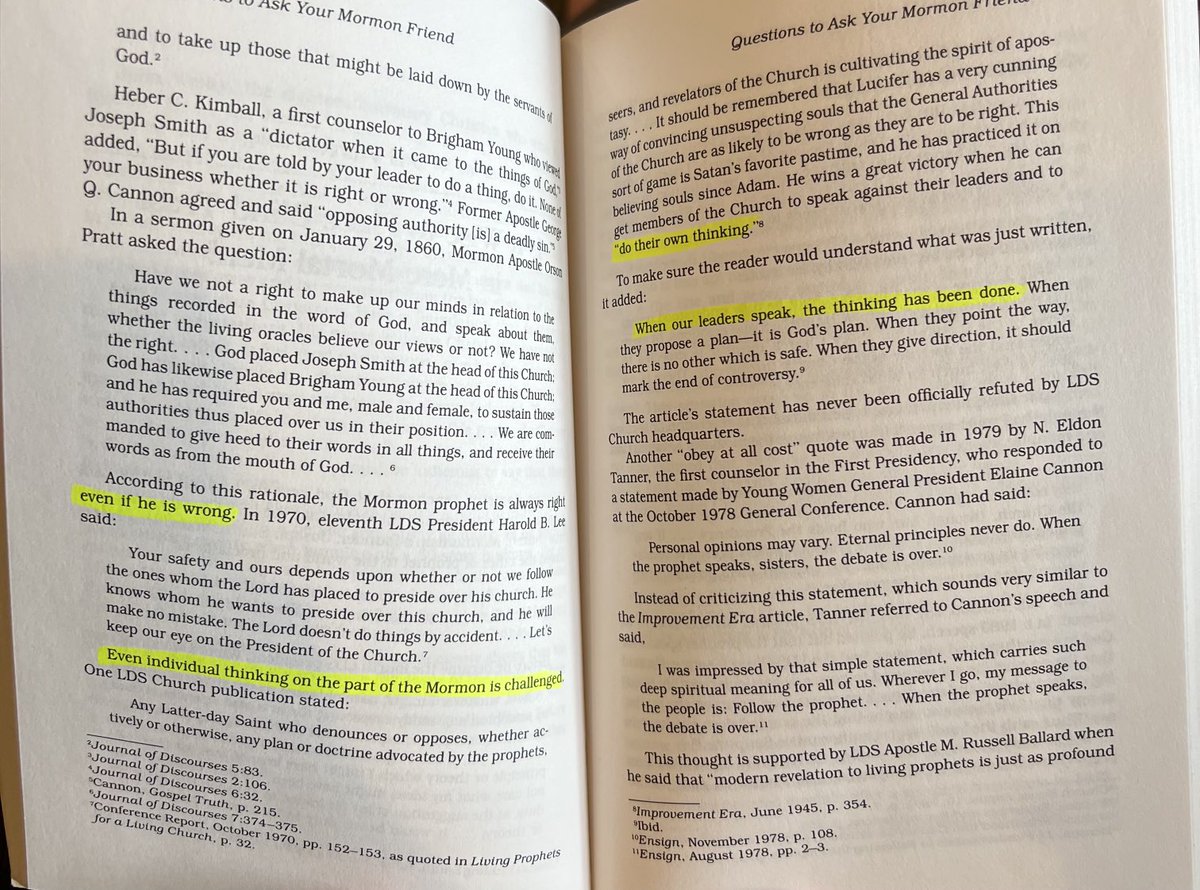 ns to Ask Your Mormon Friend
and to take up those that might be laid down by the servants of
God.²
Heber C. Kimball, a first counselor to Brigham Young who viewed
Joseph Smith as a “dictator when it came to the things of God,”³
added, “But if you are told by your leader to do a thing, do it. None of
your business whether it is right or wrong.”⁴ Former Apostle George
Q. Cannon agreed and said “opposing authority [is] a deadly sin.”⁵
In a sermon given on January 29, 1860, Mormon Apostle Orson
Pratt asked the question:
Have we not a right to make up our minds in relation to the
things recorded in the word of God, and speak about them,
whether the living oracles believe our views or not? We have not
the right. . . . God placed Joseph Smith at the head of this Church;
God has likewise placed Brigham Young at the head of this Church;
and he has required you and me, male and female, to sustain those
authorities thus placed over us in their position. . . . We are com-
manded to give heed to their words in all things, and receive their
words as from the mouth of God. . . . ⁶
According to this rationale, the Mormon prophet is always right
even if he is wrong. In 1970, eleventh LDS President Harold B. Lee
said:
Your safety and ours depends upon whether or not we follow
the ones whom the Lord has placed to preside over his church. He
knows whom he wants to preside over this church, and he will
make no mistake. The Lord doesn’t do things by accident. . . . Let’s
keep our eye on the President of the Church.⁷
Even individual thinking on the part of the Mormon is challenged.
One LDS Church publication stated:
Any Latter-day Saint who denounces or opposes, whether ac-
tively or otherwise, any plan or doctrine advocated by the prophets,
²Journal of Discourses 5:83.
³Journal of Discourses 2:106.
⁴Journal of Discourses 6:32.
⁵Cannon, Gospel Truth, p. 215.
⁶Journal of Discourses 7:374–375.
⁷Conference Report, October 1970, pp. 152–153, as quoted in Living Prophets
for a Living Church, p. 32.
Questions to Ask Your Mormon Friend
seers, and revelators of the Church is cultivating the spirit of apos-
tasy. . . . It should be remembered that Lucifer has a very cunning
way of convincing unsuspecting souls that the General Authorities
of the Church are as likely to be wrong as they are to be right. This
sort of game is Satan’s favorite pastime, and he has practiced it on
believing souls since Adam. He wins a great victory when he can
get members of the Church to speak against their leaders and to
“do their own thinking.”⁸
To make sure the reader would understand what was just written,
it added:
When our leaders speak, the thinking has been done. When
they propose a plan—it is God’s plan. When they point the way,
there is no other which is safe. When they give direction, it should
mark the end of controversy.⁹
The article’s statement has never been officially refuted by LDS
Church headquarters.
Another “obey at all cost” quote was made in 1979 by N. Eldon
Tanner, the first counselor in the First Presidency, who responded to
a statement made by Young Women General President Elaine Cannon
at the October 1978 General Conference. Cannon had said:
Personal opinions may vary. Eternal principles never do. When
the prophet speaks, sisters, the debate is over.¹⁰
Instead of criticizing this statement, which sounds very similar to
the Improvement Era article, Tanner referred to Cannon’s speech and
said,
I was impressed by that simple statement, which carries such
deep spiritual meaning for all of us. Wherever I go, my message to
the people is: Follow the prophet. . . . When the prophet speaks,
the debate is over.¹¹
This thought is supported by LDS Apostle M. Russell Ballard when
he said that “modern revelation to living prophets is just as profound
⁸Improvement Era, June 1945, p. 354.
⁹Ibid.
¹⁰Ensign, November 1978, p. 108.
¹¹Ensign, August 1978, pp. 2–3.